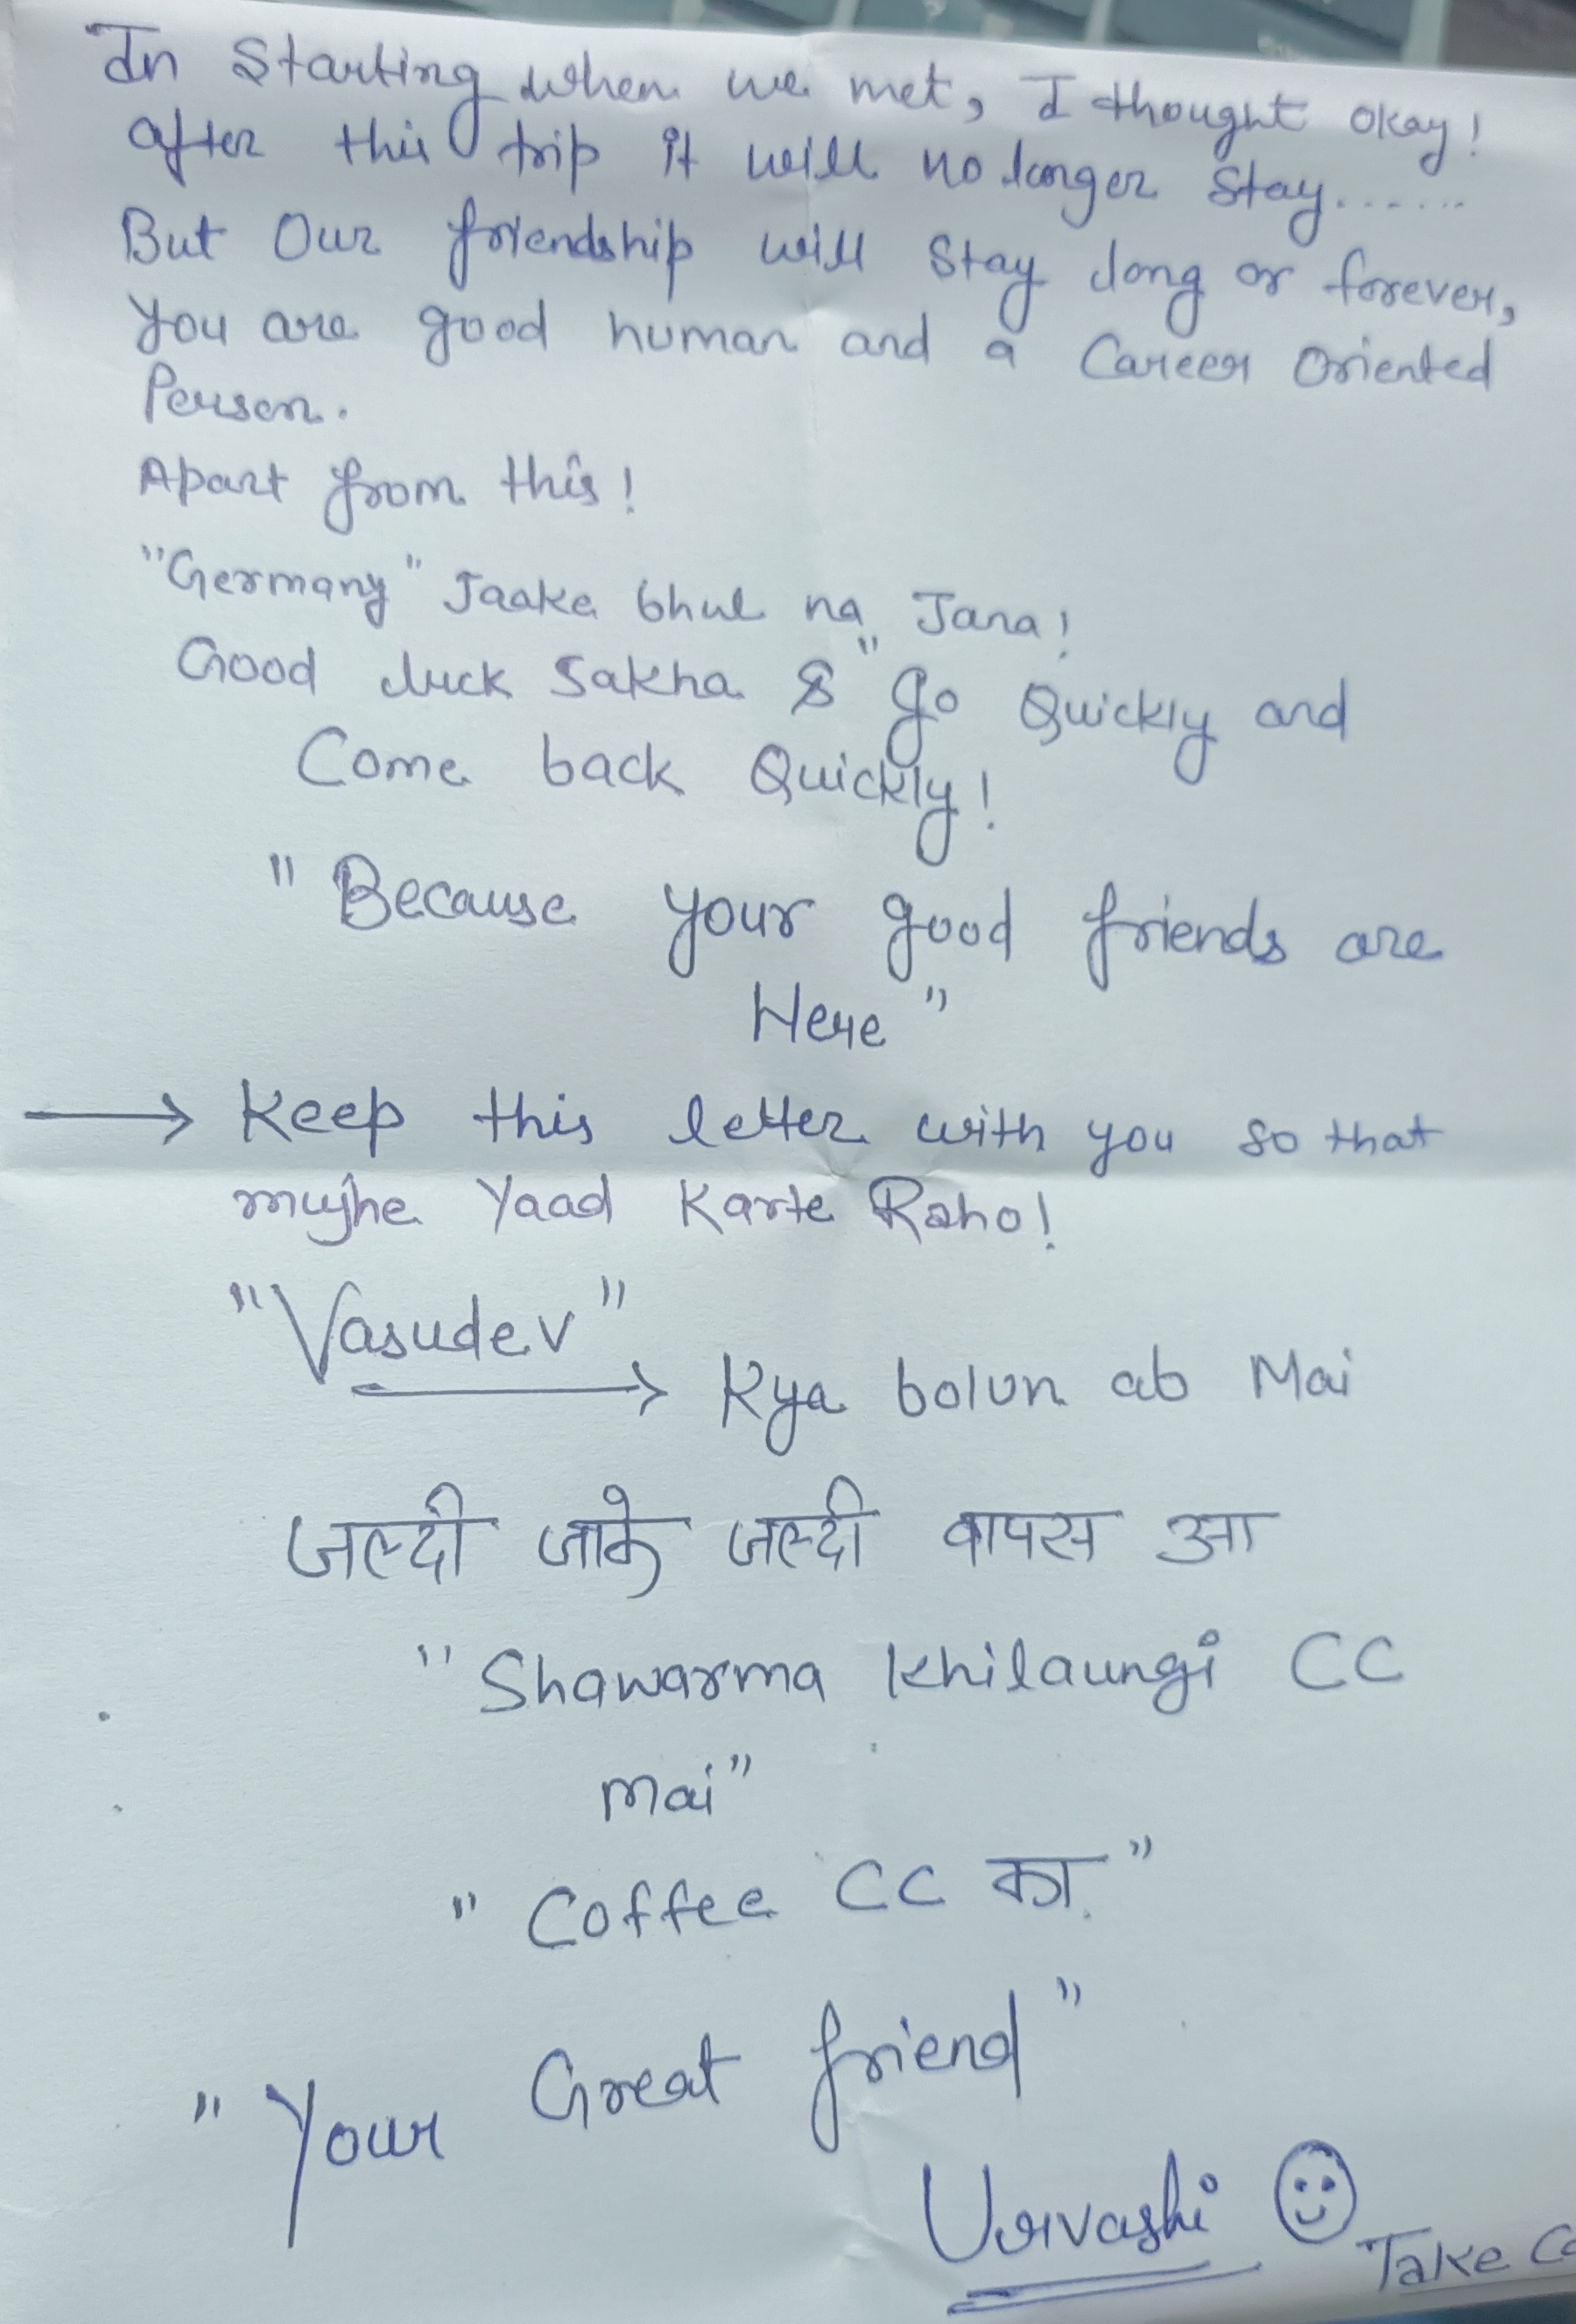 In Starting when we met, I thought okay!
after this trip it will no longer stay......
But Our friendship will stay long or forever,
You are good human and a Career Oriented
Person.
Apart from this!
"Germany" Jaake bhul na Jana!
Good luck Sakha & "Go Quickly and
Come back Quickly!
"Because your good friends are
Here"
→ Keep this letter with you so that
mujhe Yaad Karte Raho!
"Vasudev"
→ Kya bolun ab Mai
जल्दी जाके जल्दी वापस आ
"Shawarma khilaungi CC
mai"
"Coffee CC का"
"Your Great friend"
Urvashi ☺
Take